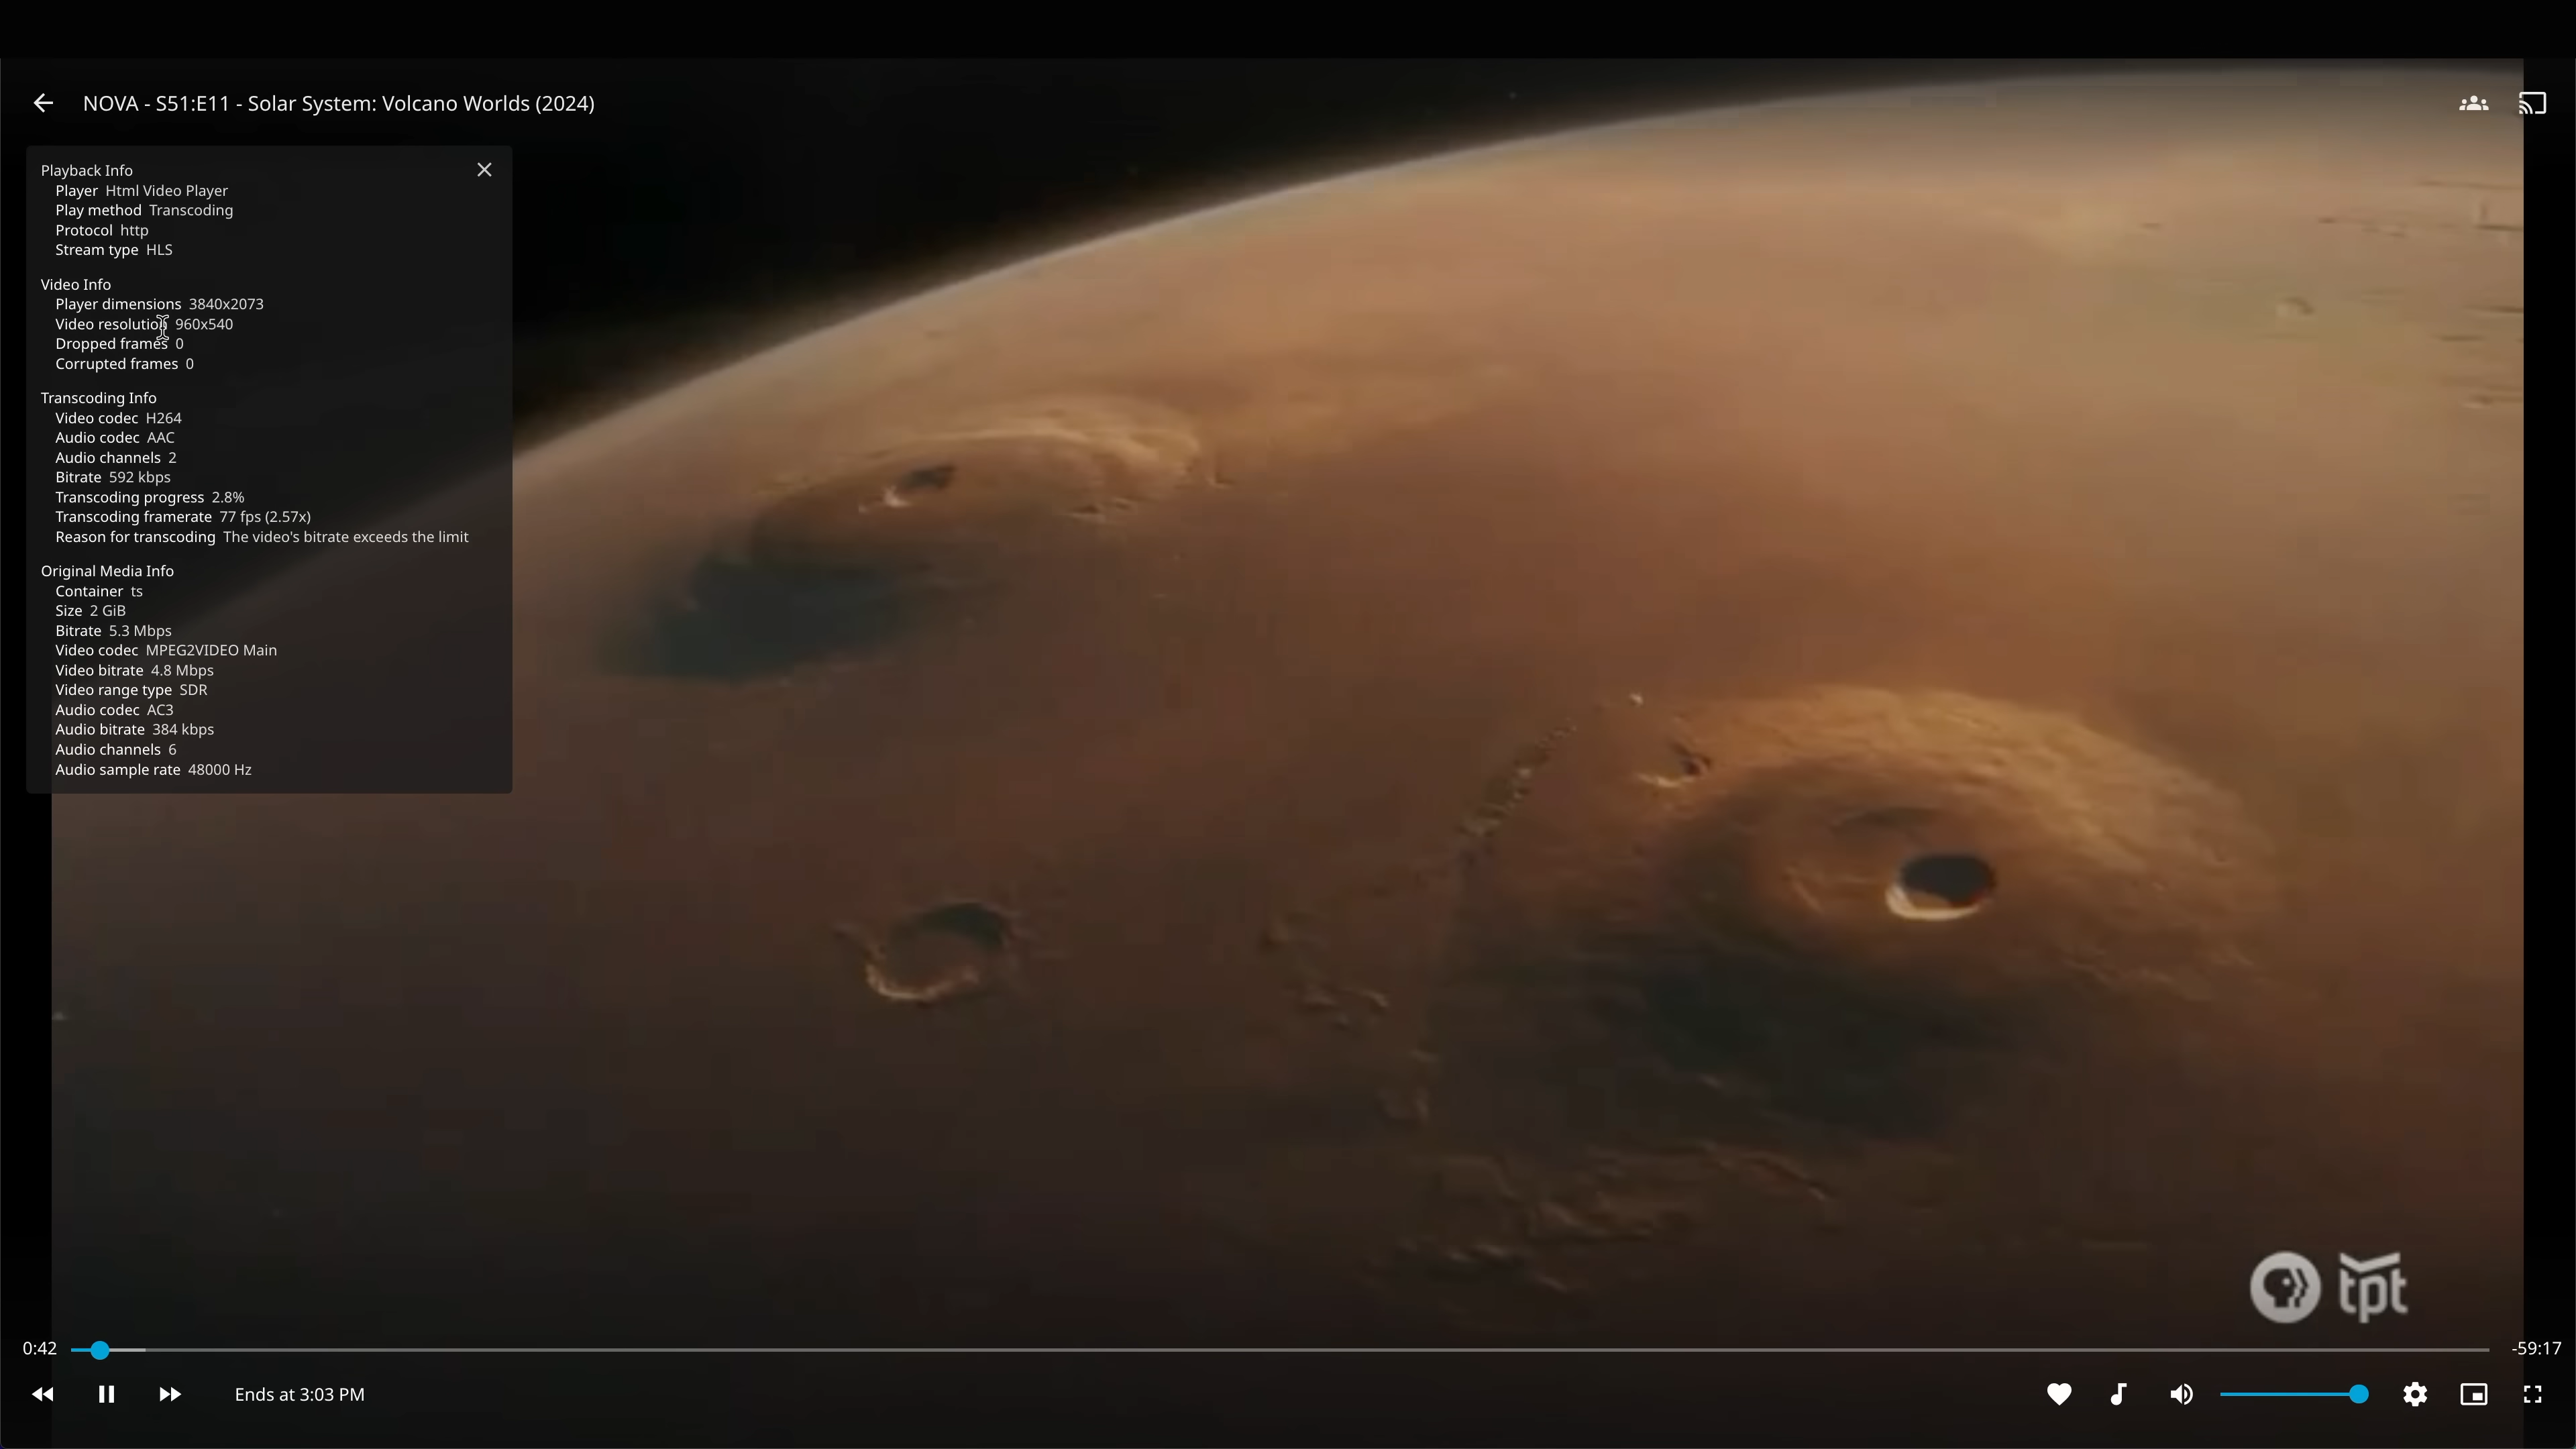 NOVA - S51:E11 - Solar System: Volcano Worlds (2024)
Playback Info
Player Html Video Player
Play method Transcoding
Protocol http
Stream type HLS
Video Info
Player dimensions 3840x2073
Video resolution 960x540
Dropped frames 0
Corrupted frames 0
Transcoding Info
Video codec H264
Audio codec AAC
Audio channels 2
Bitrate 592 kbps
Transcoding progress 2.8%
Transcoding framerate 77 fps (2.57x)
Reason for transcoding The video's bitrate exceeds the limit
Original Media Info
Container ts
Size 2 GiB
Bitrate 5.3 Mbps
Video codec MPEG2VIDEO Main
Video bitrate 4.8 Mbps
Video range type SDR
Audio codec AC3
Audio bitrate 384 kbps
Audio channels 6
Audio sample rate 48000 Hz
tpt
0:42
-59:17
Ends at 3:03 PM